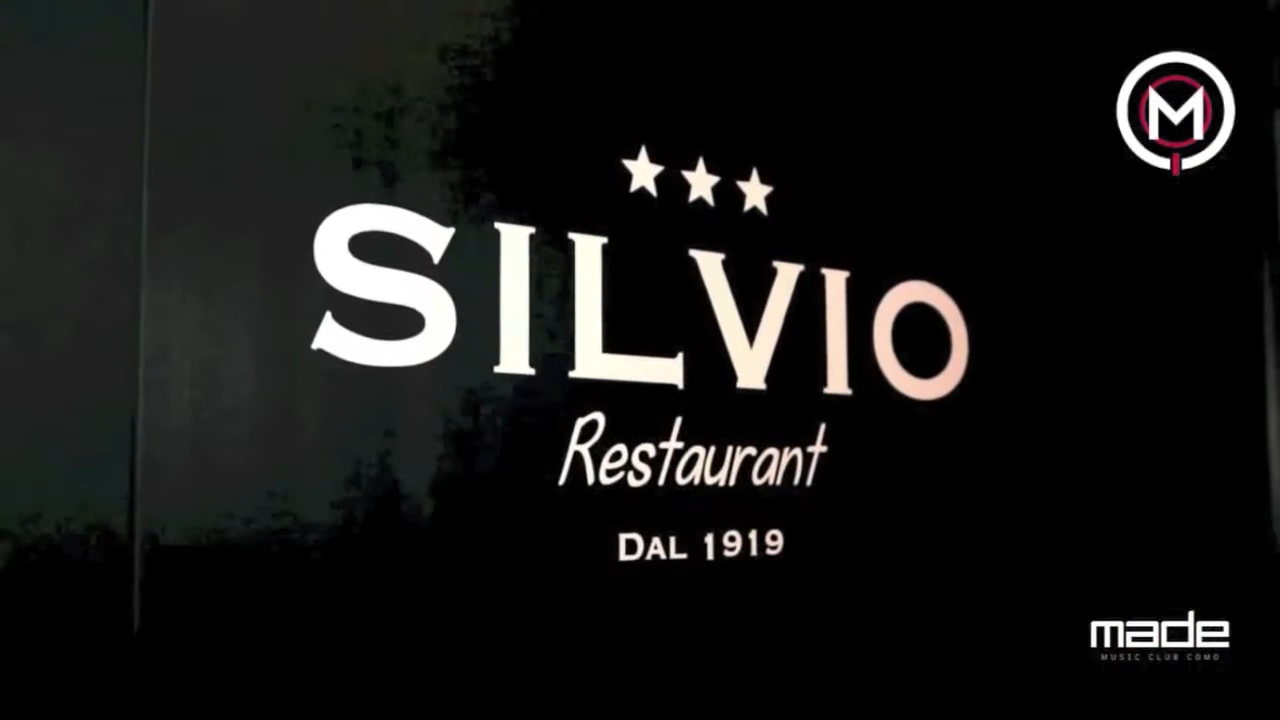 M
SILVIO
Restaurant
DAL 1919
made
MUSIC CLUB COMO